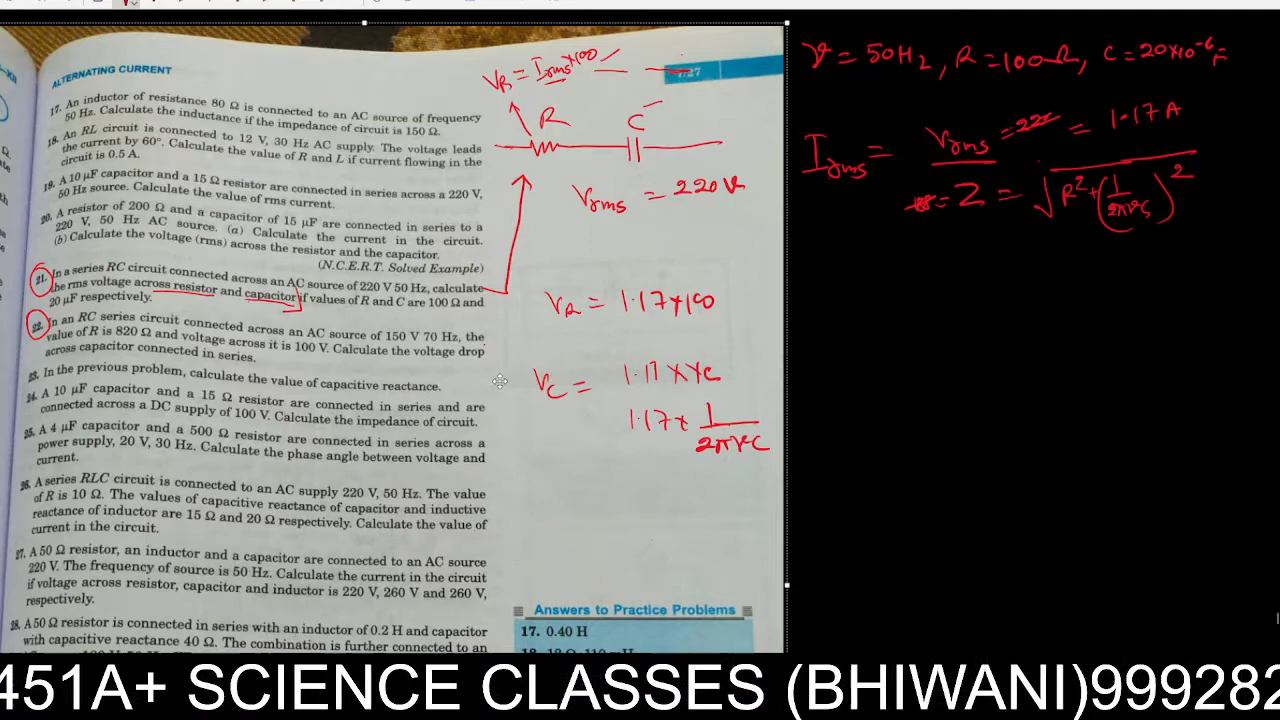 ALTERNATING CURRENT
17. An inductor of resistance 80 Ω is connected to an AC source of frequency
50 Hz. Calculate the inductance if the impedance of circuit is 150 Ω.
18. An RL circuit is connected to 12 V, 30 Hz AC supply. The voltage leads
the current by 60°. Calculate the value of R and L if current flowing in the
circuit is 0.5 A.
19. A 10 μF capacitor and a 15 Ω resistor are connected in series across a 220 V,
50 Hz source. Calculate the value of rms current.
20. A resistor of 200 Ω and a capacitor of 15 μF are connected in series to a
220 V, 50 Hz AC source. (a) Calculate the current in the circuit.
(b) Calculate the voltage (rms) across the resistor and the capacitor.
(N.C.E.R.T. Solved Example)
21. In a series RC circuit connected across an AC source of 220 V 50 Hz, calculate
the rms voltage across resistor and capacitor if values of R and C are 100 Ω and
20 μF respectively.
22. In an RC series circuit connected across an AC source of 150 V 70 Hz, the
value of R is 820 Ω and voltage across it is 100 V. Calculate the voltage drop
across capacitor connected in series.
23. In the previous problem, calculate the value of capacitive reactance.
24. A 10 μF capacitor and a 15 Ω resistor are connected in series and are
connected across a DC supply of 100 V. Calculate the impedance of circuit.
25. A 4 μF capacitor and a 500 Ω resistor are connected in series across a
power supply, 20 V, 30 Hz. Calculate the phase angle between voltage and
current.
26. A series RLC circuit is connected to an AC supply 220 V, 50 Hz. The value
of R is 10 Ω. The values of capacitive reactance of capacitor and inductive
reactance of inductor are 15 Ω and 20 Ω respectively. Calculate the value of
current in the circuit.
27. A 50 Ω resistor, an inductor and a capacitor are connected to an AC source
220 V. The frequency of source is 50 Hz. Calculate the current in the circuit
if voltage across resistor, capacitor and inductor is 220 V, 260 V and 260 V,
respectively.
28. A 50 Ω resistor is connected in series with an inductor of 0.2 H and capacitor
with capacitive reactance 40 Ω. The combination is further connected to an
V_R = I_rms × 100
R C
V_rms = 220 V
V_R = 1.17 × 100
V_C = 1.17 × X_C
1.17 × 1/2πνC
Answers to Practice Problems
17. 0.40 H
ν = 50Hz, R = 100Ω, C = 20×10⁻⁶ F
I_rms = V_rms = 220 = 1.17 A
Z = √R² + (1/2πνC)²
451A+ SCIENCE CLASSES (BHIWANI)999282